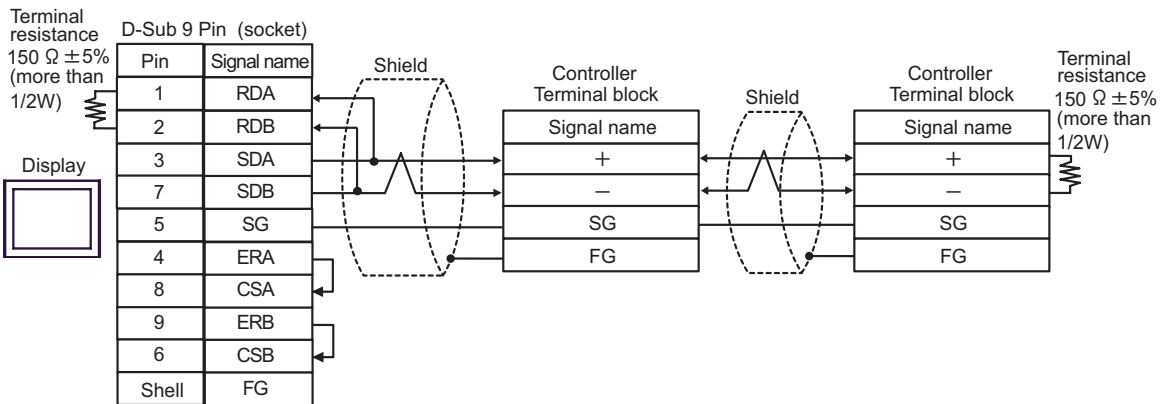 Terminal
resistance
150 Ω ±5%
(more than
1/2W)
D-Sub 9 Pin (socket)
Pin Signal name
1 RDA
2 RDB
3 SDA
7 SDB
5 SG
4 ERA
8 CSA
9 ERB
6 CSB
Shell FG
Display
Shield
Controller
Terminal block
Signal name
+
−
SG
FG
Shield
Controller
Terminal block
Signal name
+
−
SG
FG
Terminal
resistance
150 Ω ±5%
(more than
1/2W)